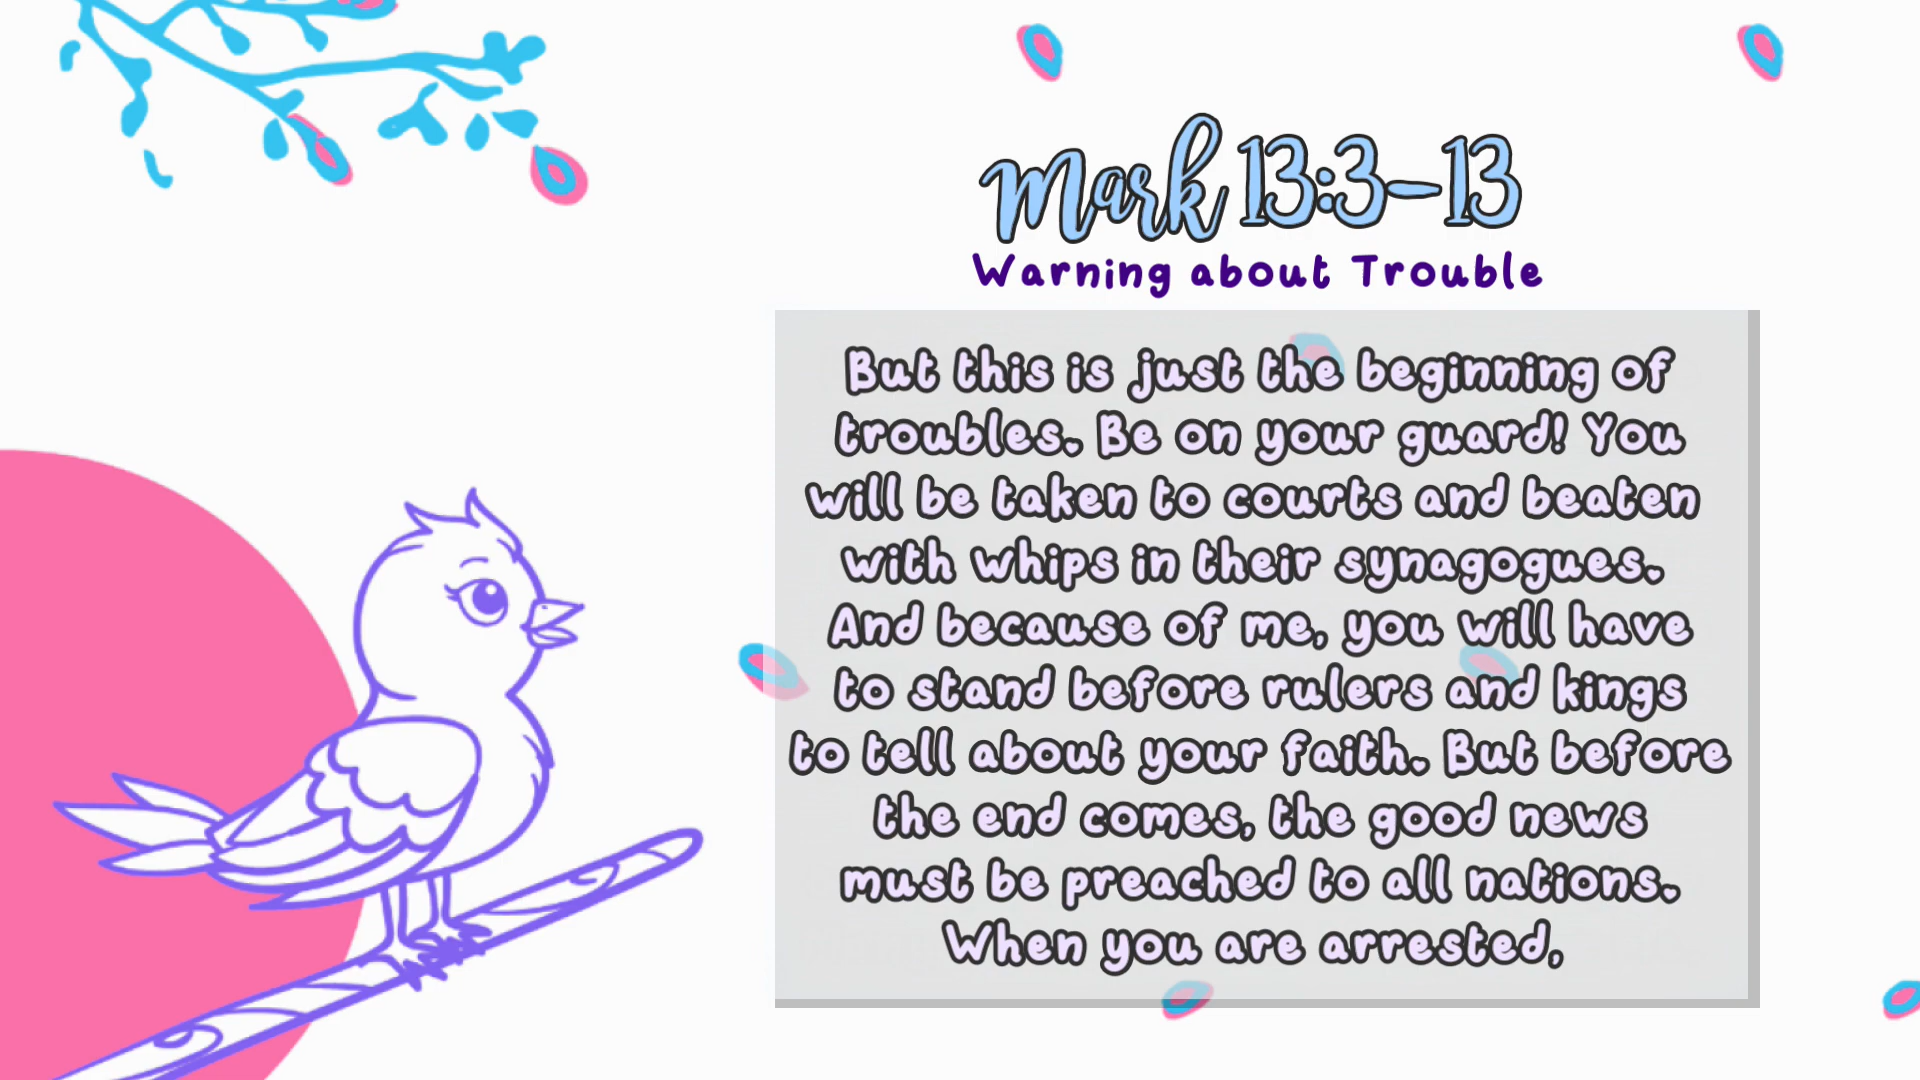 Mark 13:3-13
Warning about Trouble
But this is just the beginning of
troubles. Be on your guard! You
will be taken to courts and beaten
with whips in their synagogues.
And because of me, you will have
to stand before rulers and kings
to tell about your faith. But before
the end comes, the good news
must be preached to all nations.
When you are arrested,